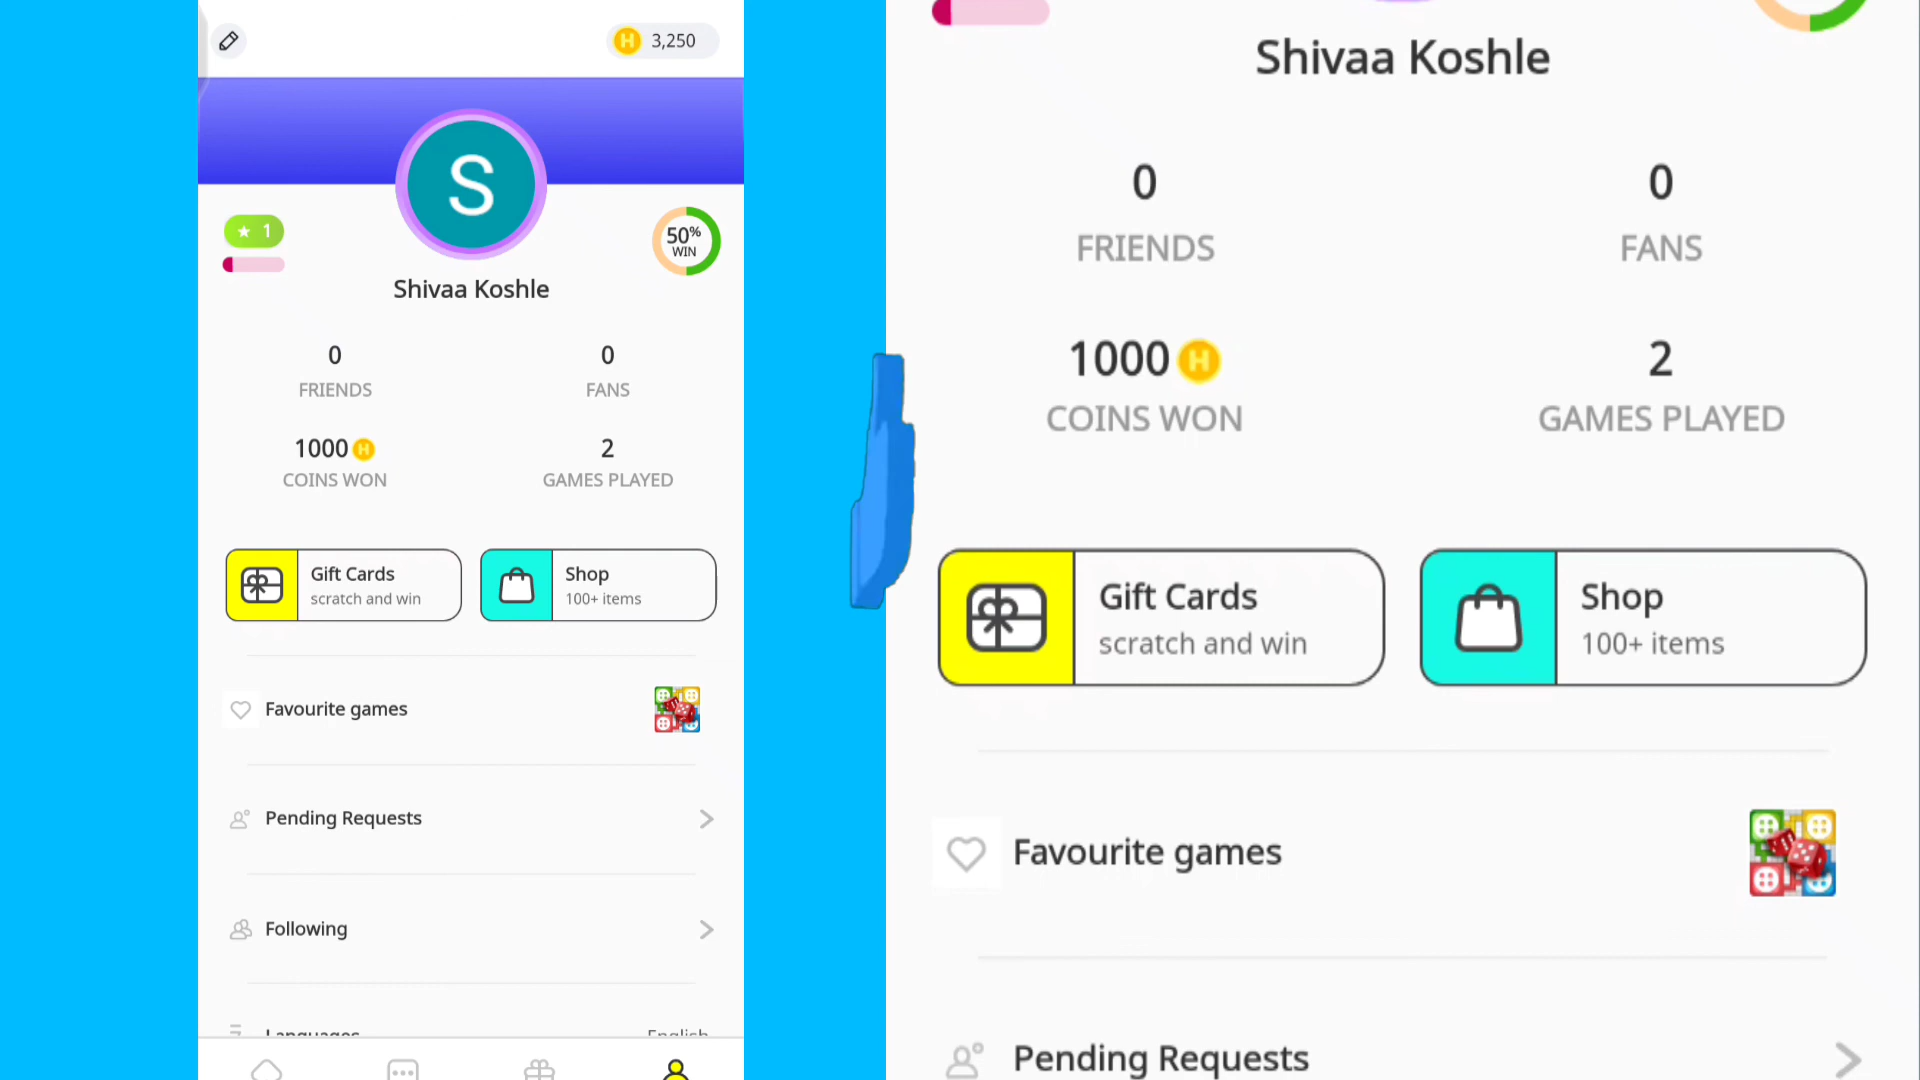 H 3,250
S
★ 1
50%
WIN
Shivaa Koshle
0
0
FRIENDS
FANS
1000 H
2
COINS WON
GAMES PLAYED
Gift Cards
scratch and win
Shop
100+ items
Favourite games
Pending Requests
Following
Languages
English
Shivaa Koshle
0
0
FRIENDS
FANS
1000 H
2
COINS WON
GAMES PLAYED
Gift Cards
scratch and win
Shop
100+ items
Favourite games
Pending Requests